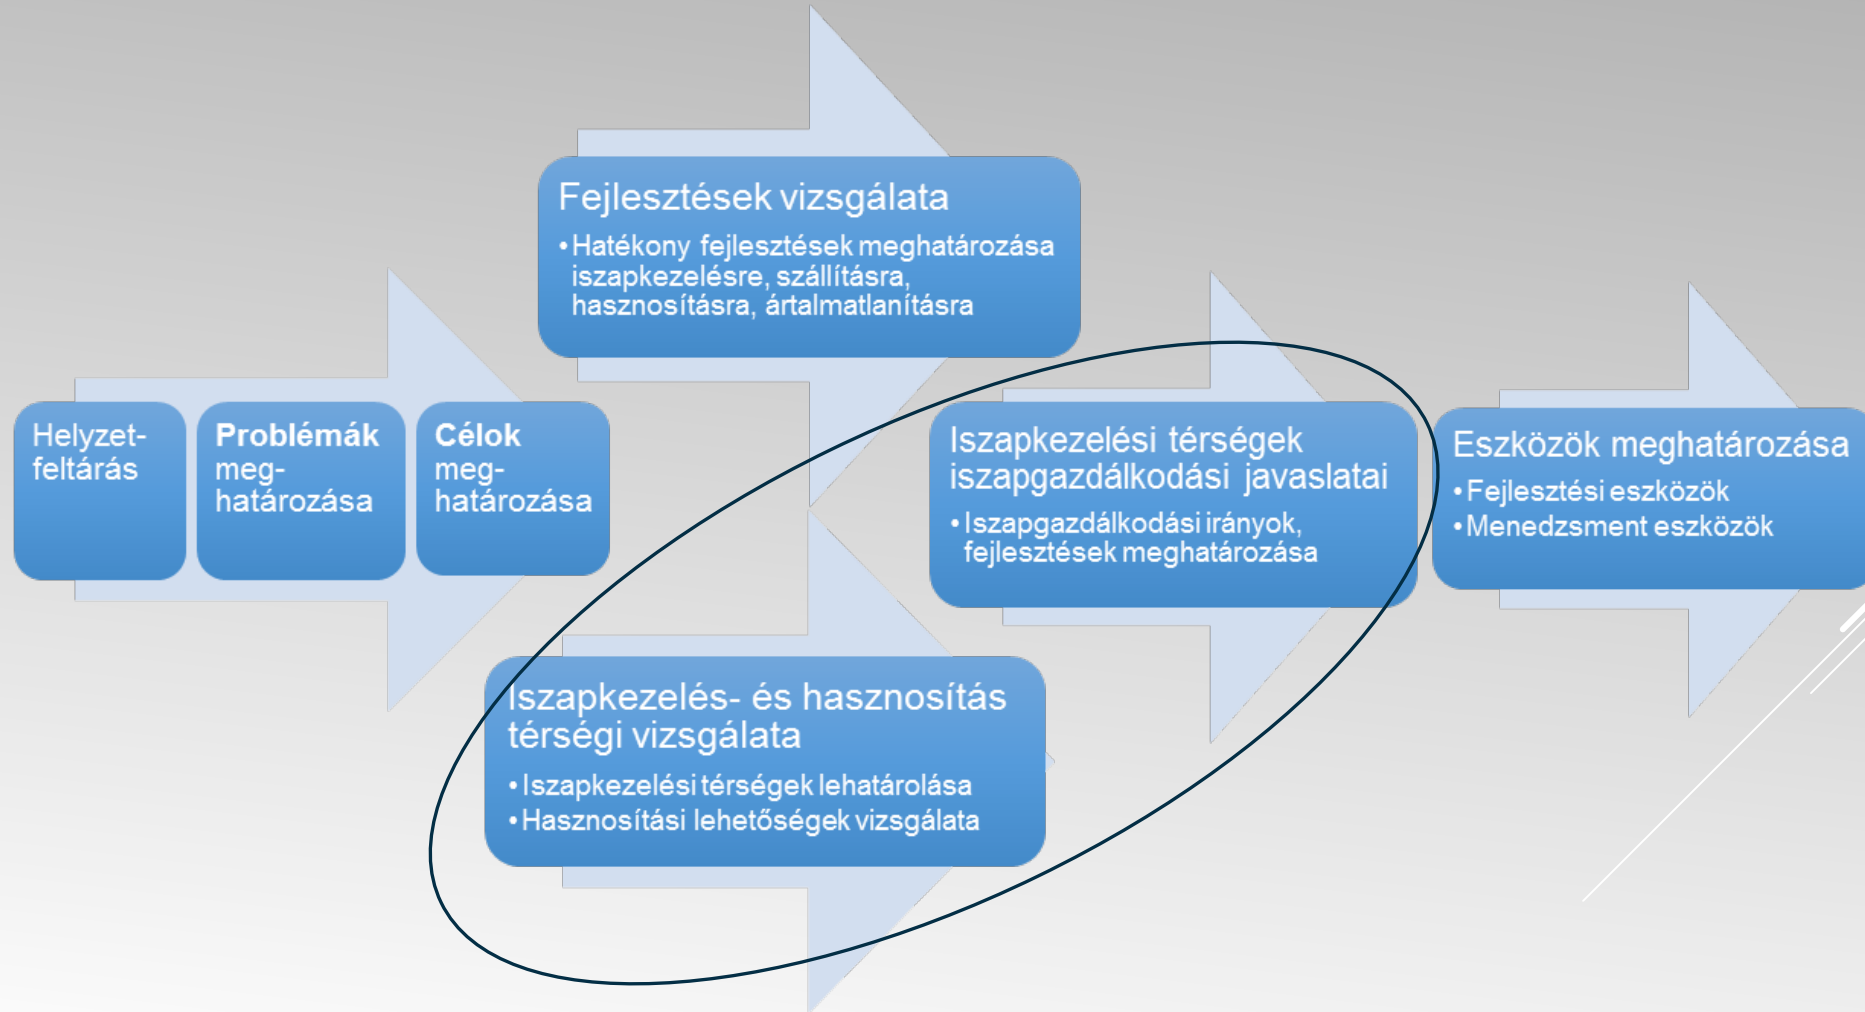 Helyzet-
feltárás
Problémák
meg-
határozása
Célok
meg-
határozása
Fejlesztések vizsgálata
•Hatékony fejlesztések meghatározása
iszapkezelésre, szállításra,
hasznosításra, ártalmatlanításra
Iszapkezelés- és hasznosítás
térségi vizsgálata
•Iszapkezelési térségek lehatárolása
•Hasznosítási lehetőségek vizsgálata
Iszapkezelési térségek
iszapgazdálkodási javaslatai
•Iszapgazdálkodási irányok,
fejlesztések meghatározása
Eszközök meghatározása
•Fejlesztési eszközök
•Menedzsment eszközök